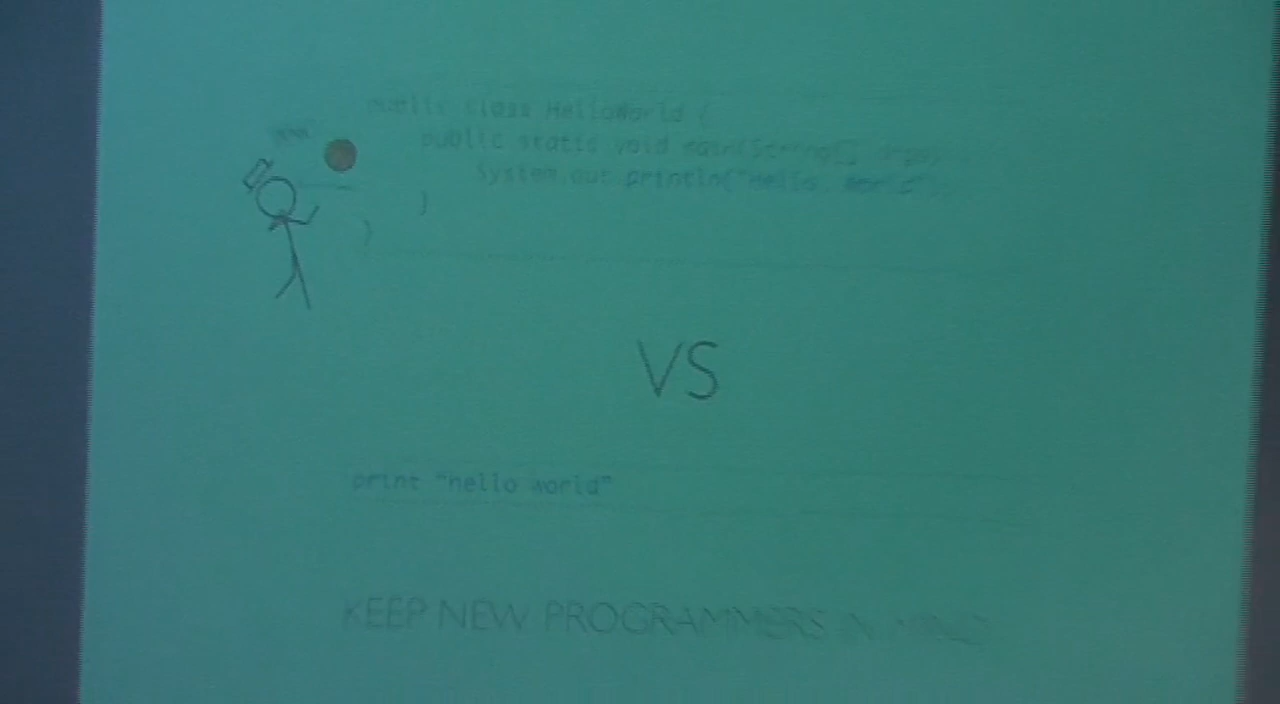 public class HelloWorld {
public static void main(String[] args)
System.out.println("Hello World");
}
}
VS
print "hello world"
KEEP NEW PROGRAMMERS IN MIND